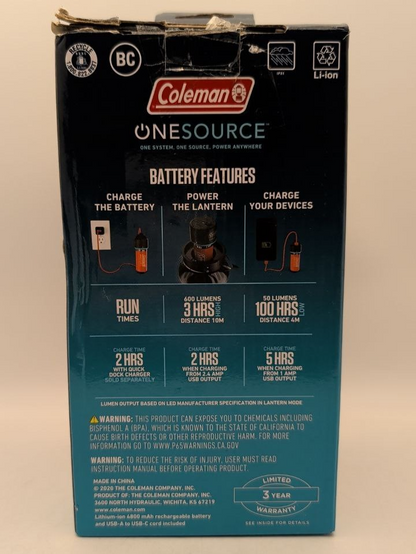 RECYCLE
1.800.822.8837
BC
IPX4
Li-ion
Coleman
ONESOURCE
ONE SYSTEM, ONE SOURCE, POWER ANYWHERE
BATTERY FEATURES
CHARGE
THE BATTERY
POWER
THE LANTERN
CHARGE
YOUR DEVICES
RUN
TIMES
600 LUMENS
3 HRS HIGH
DISTANCE 10M
50 LUMENS
100 HRS LOW
DISTANCE 4M
CHARGE TIME
2 HRS
WITH QUICK
DOCK CHARGER
SOLD SEPARATELY
CHARGE TIME
2 HRS
WHEN CHARGING
FROM 2.4 AMP
USB OUTPUT
CHARGE TIME
5 HRS
WHEN CHARGING
FROM 1 AMP
USB OUTPUT
LUMEN OUTPUT BASED ON LED MANUFACTURER SPECIFICATION IN LANTERN MODE
WARNING: THIS PRODUCT CAN EXPOSE YOU TO CHEMICALS INCLUDING
BISPHENOL A (BPA), WHICH IS KNOWN TO THE STATE OF CALIFORNIA TO
CAUSE BIRTH DEFECTS OR OTHER REPRODUCTIVE HARM. FOR MORE
INFORMATION GO TO WWW.P65WARNINGS.CA.GOV
WARNING: TO REDUCE THE RISK OF INJURY, USER MUST READ
INSTRUCTION MANUAL BEFORE OPERATING PRODUCT.
MADE IN CHINA
© 2020 THE COLEMAN COMPANY, INC.
PRODUCT OF: THE COLEMAN COMPANY, INC.
3600 NORTH HYDRAULIC, WICHITA, KS 67219
www.coleman.com
Lithium-ion 4800 mAh rechargeable battery
and USB-A to USB-C cord included
LIMITED
3 YEAR
WARRANTY
SEE INSIDE FOR DETAILS